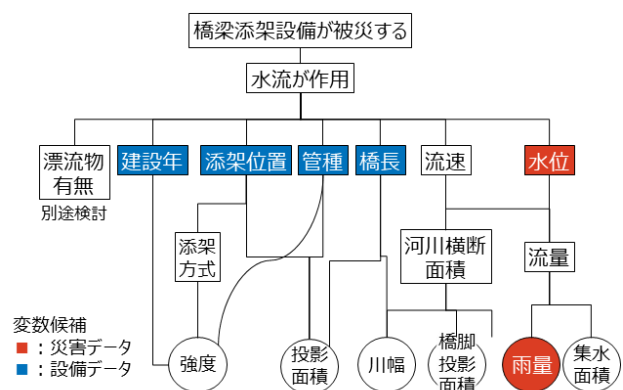 橋梁添架設備が被災する
水流が作用
漂流物
有無
建設年
添架位置
管種
橋長
流速
水位
別途検討
添架
方式
河川横断
面積
流量
変数候補
■:災害データ
■:設備データ
強度
投影
面積
川幅
橋脚
投影
面積
雨量
集水
面積